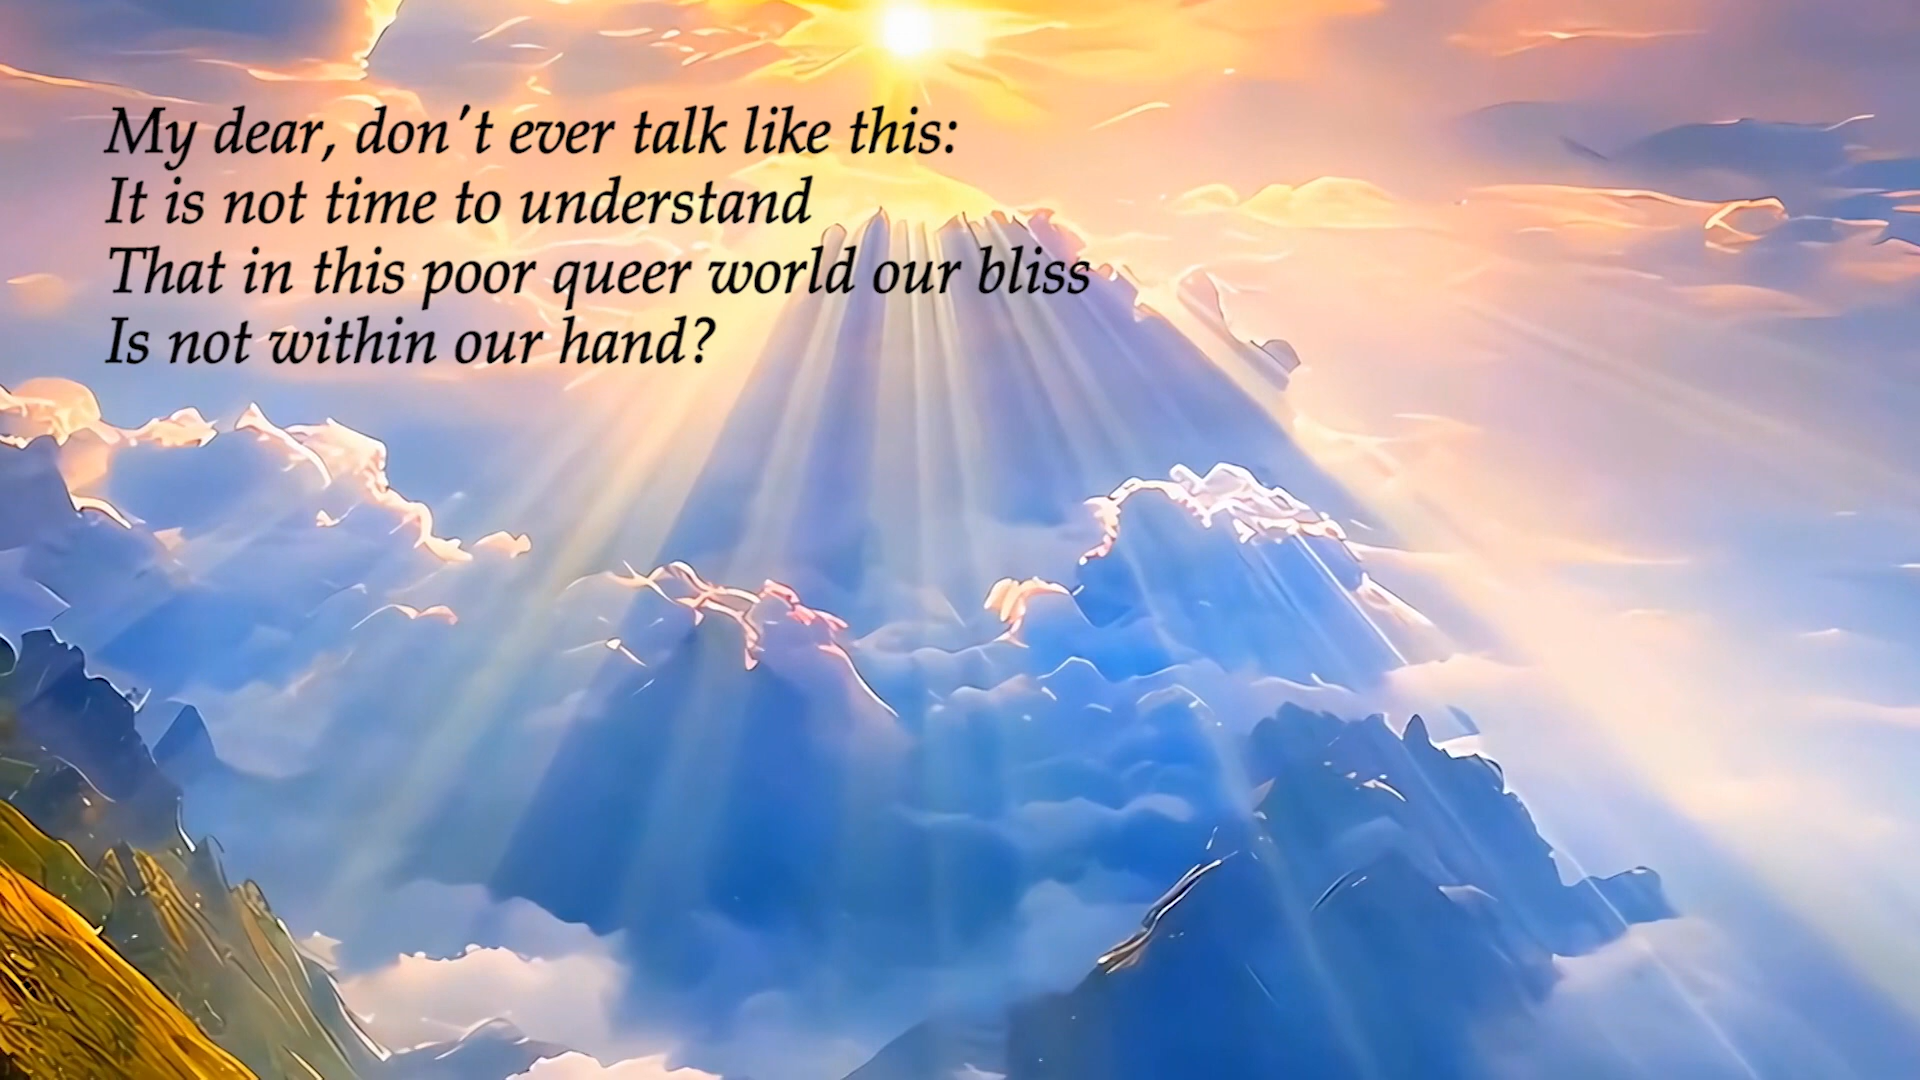 My dear, don't ever talk like this:
It is not time to understand
That in this poor queer world our bliss
Is not within our hand?